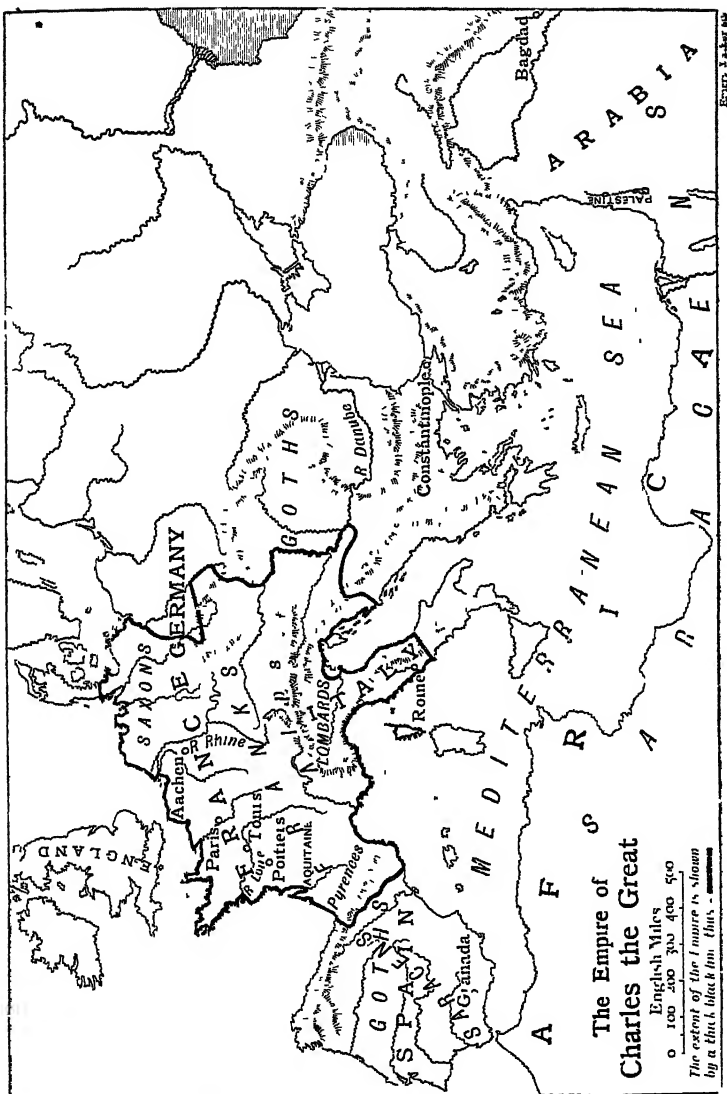 ENGLAND
SAXONS
GERMANY
Aachen
R Rhine
FRANCE
FRANKS
Paris
Tours
R Loire
Poitiers
AQUITAINE
Pyrenees
LOMBARDS
ITALY
Rome
GOTHS
R Danube
Constantinople
Bagdad
ARABIA
PALESTINE
GOTHS
SPAIN
Granada
MEDITERRANEAN SEA
AFRICA
SARACENS
The Empire of
Charles the Great
English Miles
0 100 200 300 400 500
The extent of the Empire is shown
by a thick black line thus -